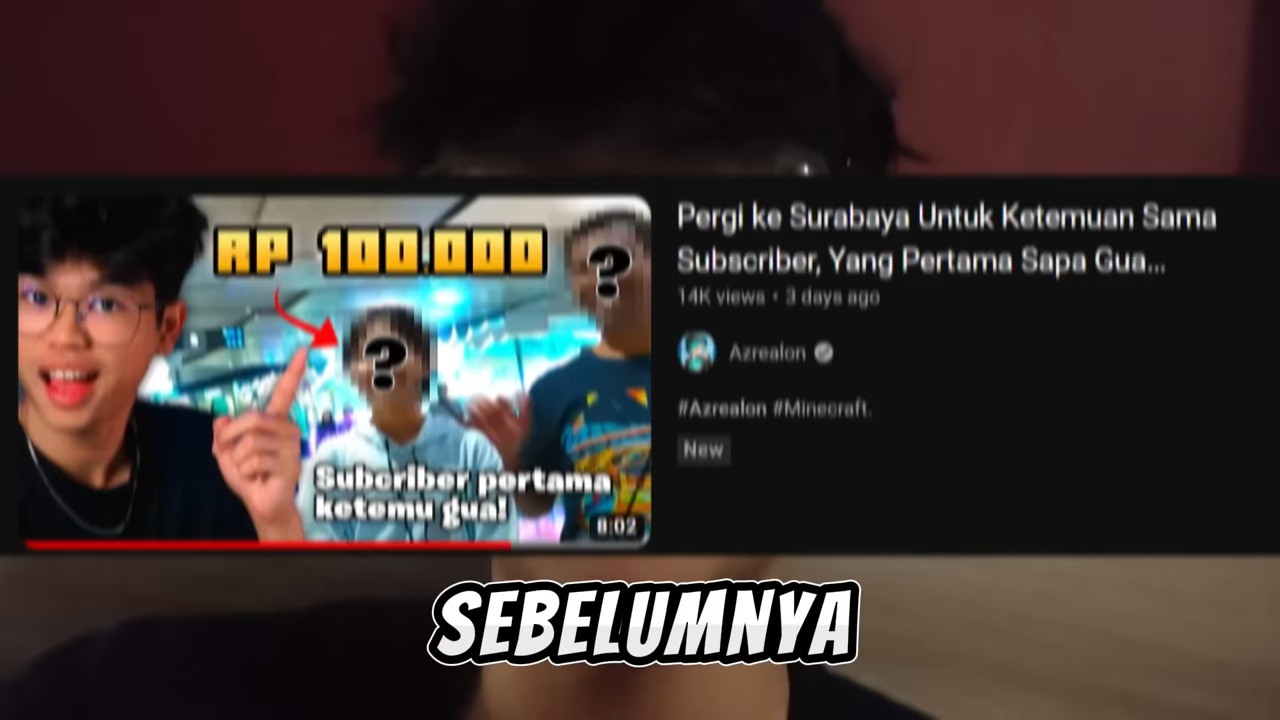 RP 100.000
?
?
Subcriber pertama
ketemu gua!
8:02
Pergi ke Surabaya Untuk Ketemuan Sama
Subscriber, Yang Pertama Sapa Gua...
14K views • 3 days ago
Azrealon
#Azrealon #Minecraft.
New
SEBELUMNYA